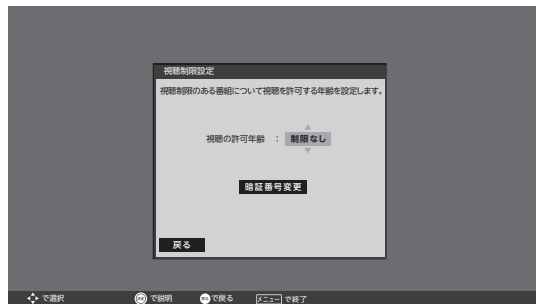 視聴制限設定
視聴制限のある番組について視聴を許可する年齢を設定します。
視聴の許可年齢 : 制限なし
暗証番号変更
戻る
で選択 で説明 で戻る メニュー で終了